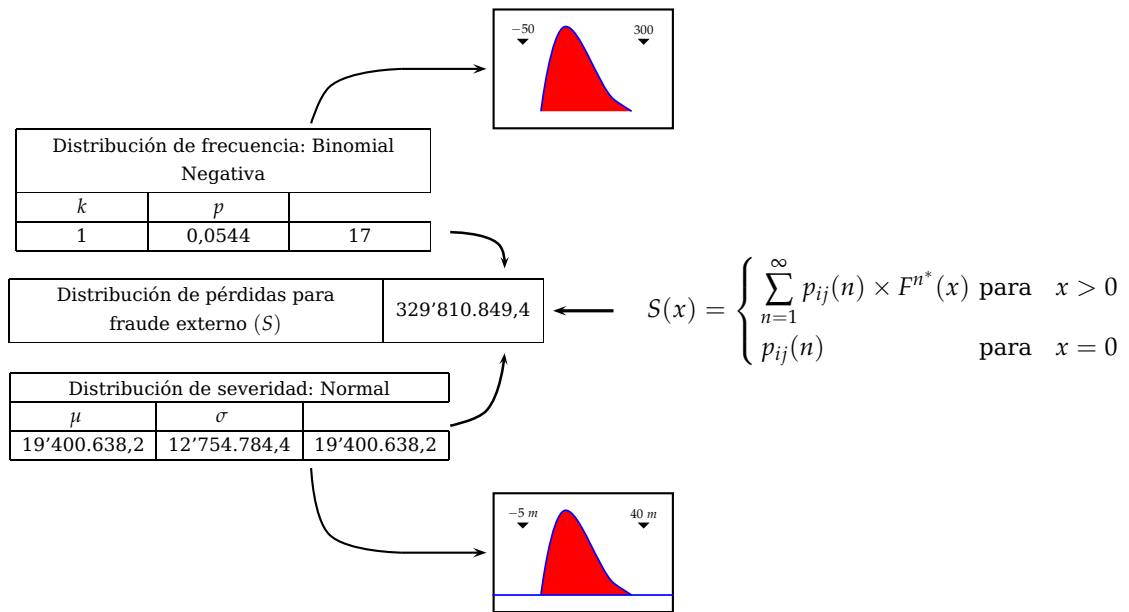 −50 300
Distribución de frecuencia: Binomial
Negativa
k p
1 0,0544 17
Distribución de pérdidas para
fraude externo (S)
329’810.849,4
S(x) = { ∑_{n=1}^{∞} p_{ij}(n) × F^{n*}(x) para x > 0
p_{ij}(n) para x = 0
Distribución de severidad: Normal
μ σ
19’400.638,2 12’754.784,4 19’400.638,2
−5 m 40 m